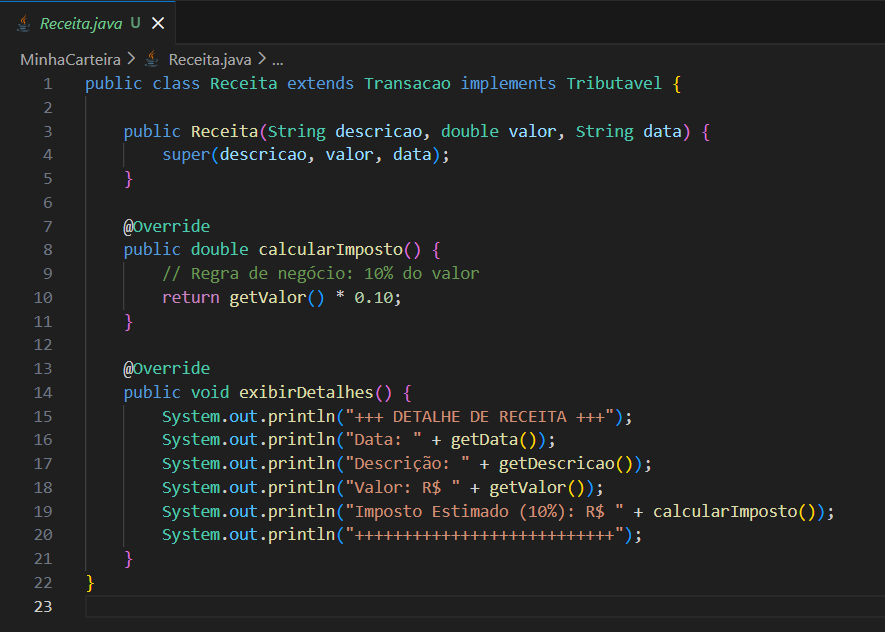 Receita.java U
MinhaCarteira > Receita.java > ...
1 public class Receita extends Transacao implements Tributavel {
2
3     public Receita(String descricao, double valor, String data) {
4         super(descricao, valor, data);
5     }
6
7     @Override
8     public double calcularImposto() {
9         // Regra de negócio: 10% do valor
10         return getValor() * 0.10;
11     }
12
13     @Override
14     public void exibirDetalhes() {
15         System.out.println("+++ DETALHE DE RECEITA +++");
16         System.out.println("Data: " + getData());
17         System.out.println("Descrição: " + getDescricao());
18         System.out.println("Valor: R$ " + getValor());
19         System.out.println("Imposto Estimado (10%): R$ " + calcularImposto());
20         System.out.println("+++++++++++++++++++++++++++");
21     }
22 }
23